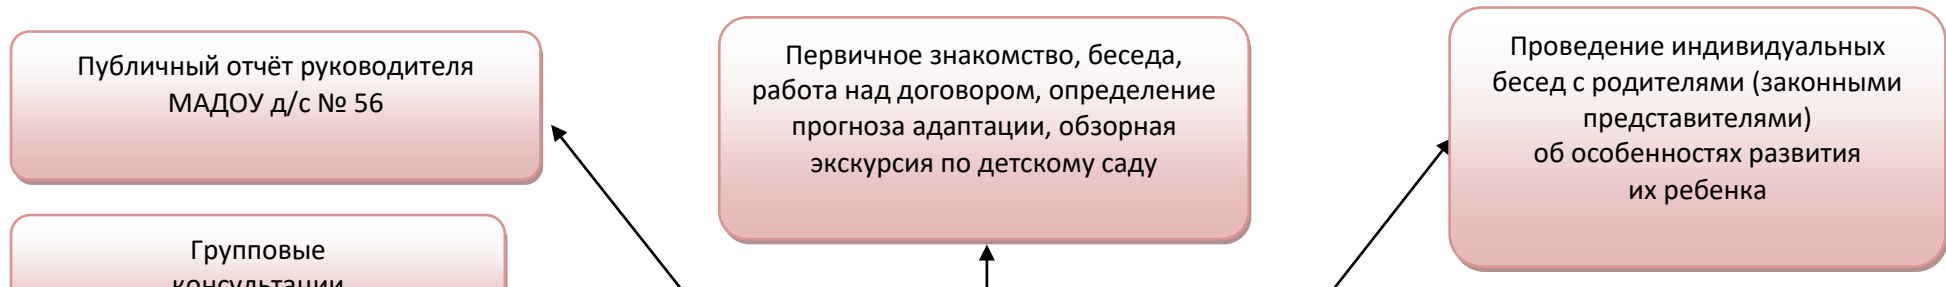 Публичный отчёт руководителя
МАДОУ д/с № 56
Первичное знакомство, беседа,
работа над договором, определение
прогноза адаптации, обзорная
экскурсия по детскому саду
Проведение индивидуальных
бесед с родителями (законными
представителями)
об особенностях развития
их ребенка
Групповые
консультации